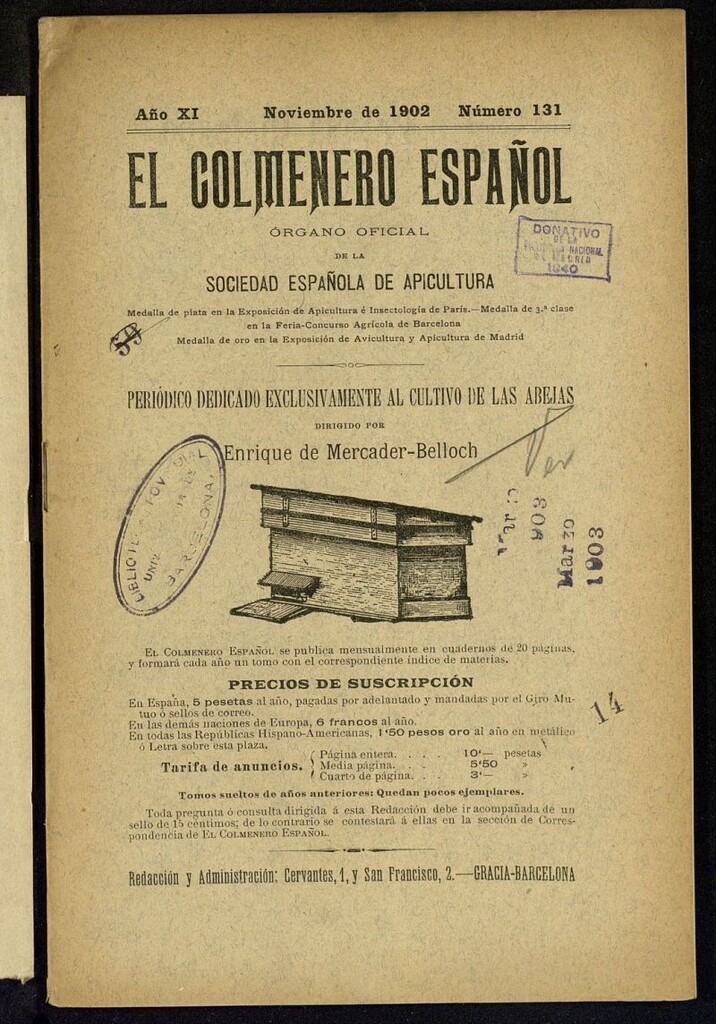 Año XI Noviembre de 1902 Número 131
EL COLMENERO ESPAÑOL
ÓRGANO OFICIAL
DE LA
SOCIEDAD ESPAÑOLA DE APICULTURA
DONATIVO
DE LA
NACIONAL
1940
Medalla de plata en la Exposición de Apicultura é Insectología de París.—Medalla de 3.ª clase
en la Feria-Concurso Agrícola de Barcelona
Medalla de oro en la Exposición de Avicultura y Apicultura de Madrid
PERIÓDICO DEDICADO EXCLUSIVAMENTE AL CULTIVO DE LAS ABEJAS
DIRIGIDO POR
Enrique de Mercader-Belloch
BARCELONA
903
Marzo
1903
EL COLMENERO ESPAÑOL se publica mensualmente en cuadernos de 20 páginas,
y formará cada año un tomo con el correspondiente índice de materias.
PRECIOS DE SUSCRIPCIÓN
En España, 5 pesetas al año, pagadas por adelantado y mandadas por el Giro Mu-
tuo ó sellos de correo.
En las demás naciones de Europa, 6 francos al año.
En todas las Repúblicas Hispano-Americanas, 1'50 pesos oro al año en metálico
ó Letra sobre esta plaza.
14
Tarifa de anuncios. Página entera. . . . 10'— pesetas
Media página. . . 5'50 »
Cuarto de página. . . 3'— »
Tomos sueltos de años anteriores: Quedan pocos ejemplares.
Toda pregunta ó consulta dirigida á esta Redacción debe ir acompañada de un
sello de 15 céntimos; de lo contrario se contestará á ellas en la sección de Corres-
pondencia de EL COLMENERO ESPAÑOL.
Redacción y Administración: Cervantes, 1, y San Francisco, 2.—GRACIA-BARCELONA